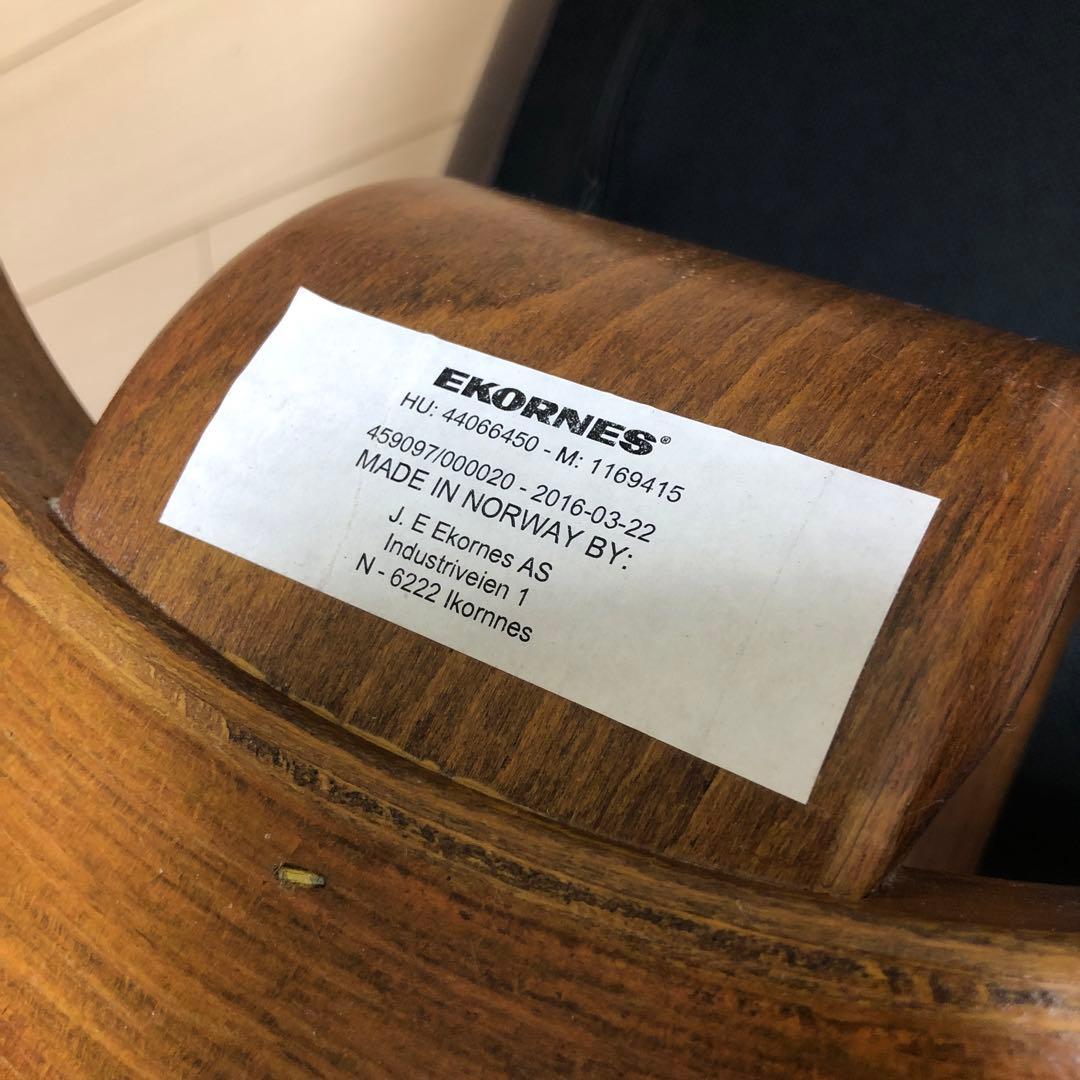 EKORNES®
HU: 44066450 - M: 1169415
459097/000020 - 2016-03-22
MADE IN NORWAY BY:
J. E Ekornes AS
Industriveien 1
N - 6222 Ikornnes